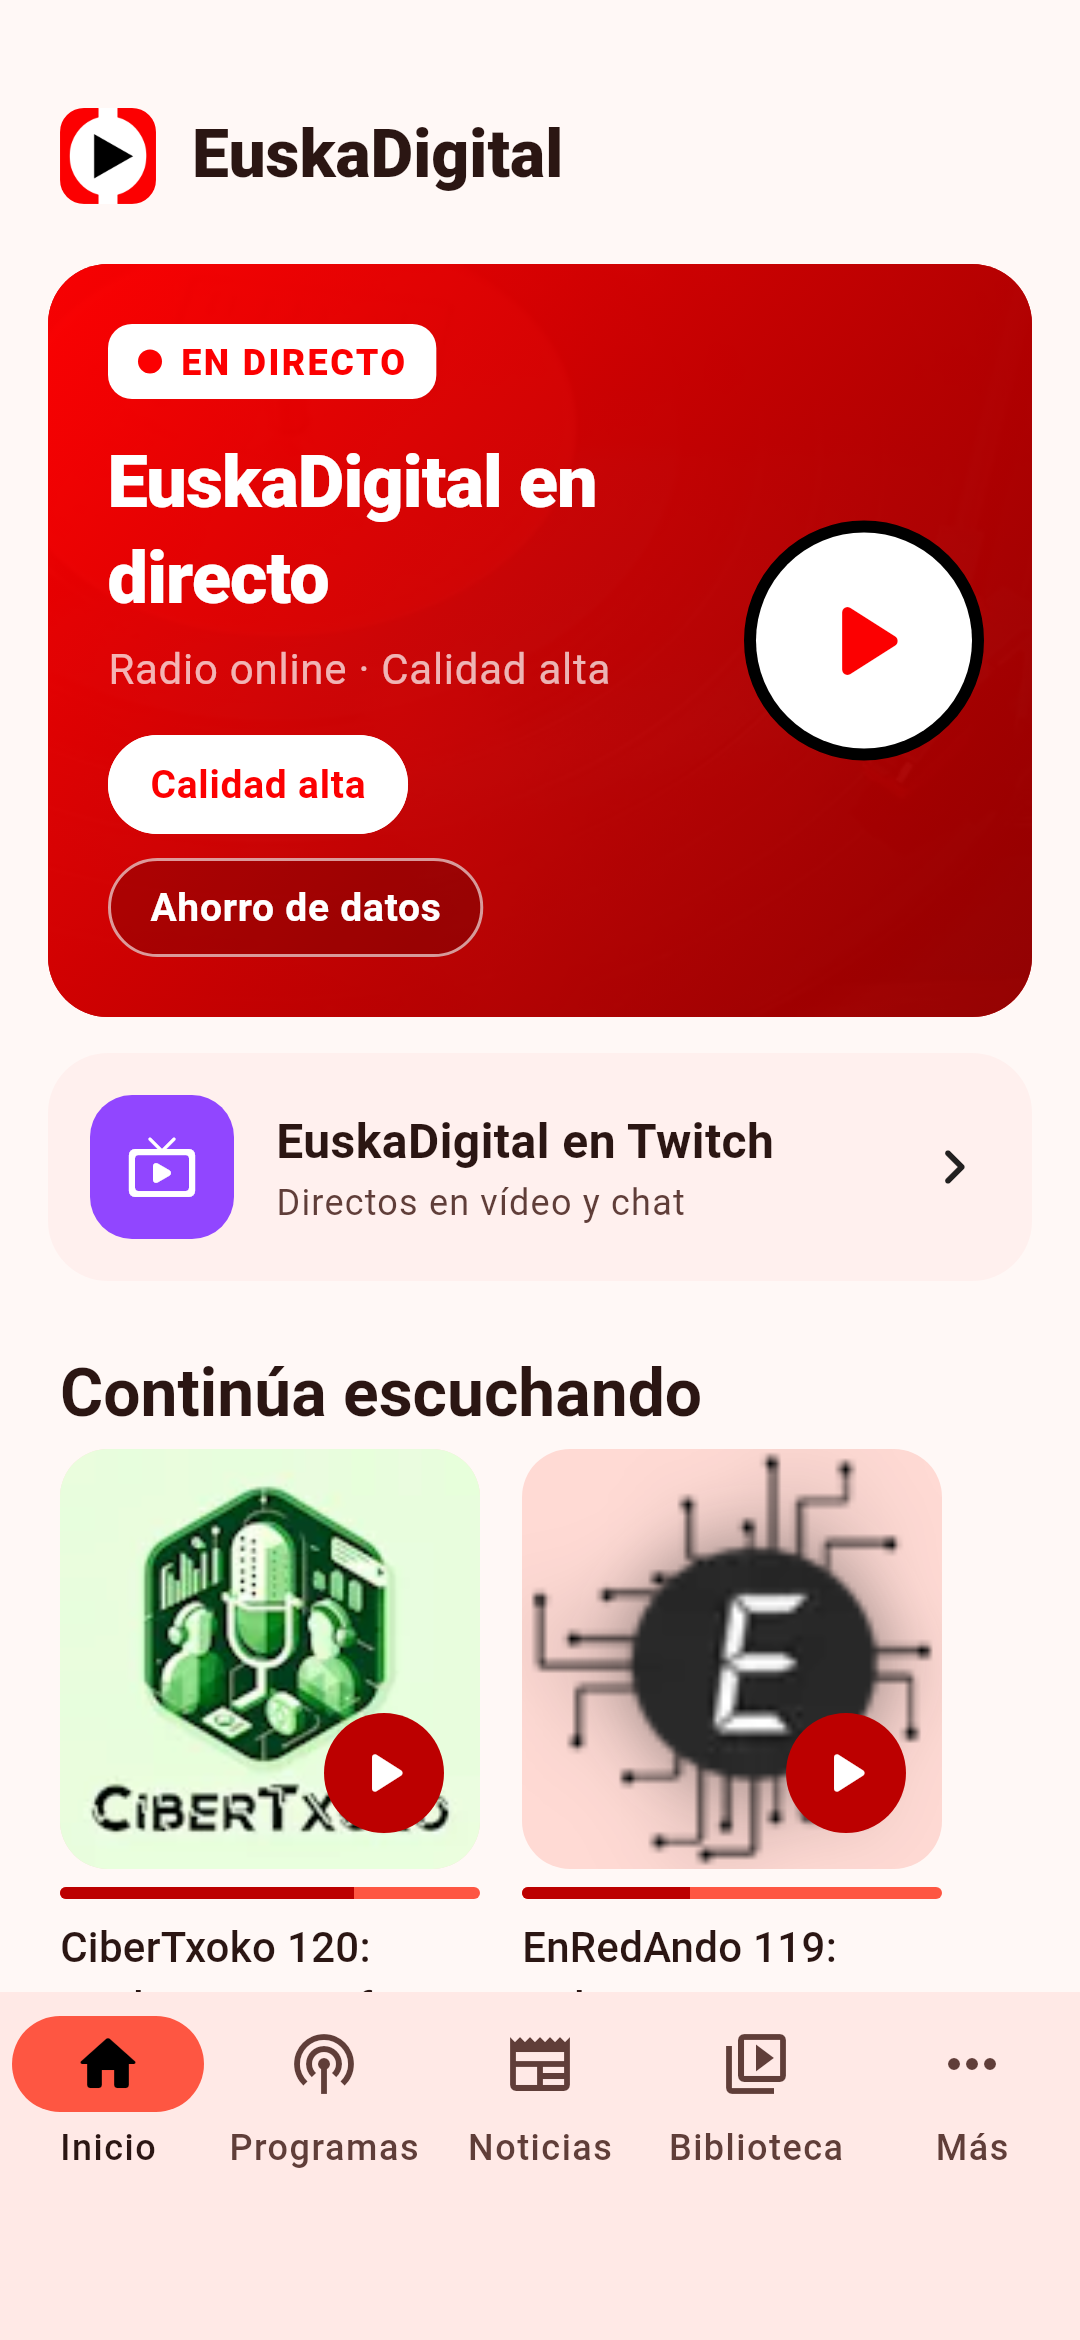 EuskaDigital
EN DIRECTO
EuskaDigital en
directo
Radio online · Calidad alta
Calidad alta
Ahorro de datos
EuskaDigital en Twitch
Directos en vídeo y chat
Continúa escuchando
E
CiberTxoko 120:
EnRedAndo 119:
Inicio
Programas
Noticias
Biblioteca
Más